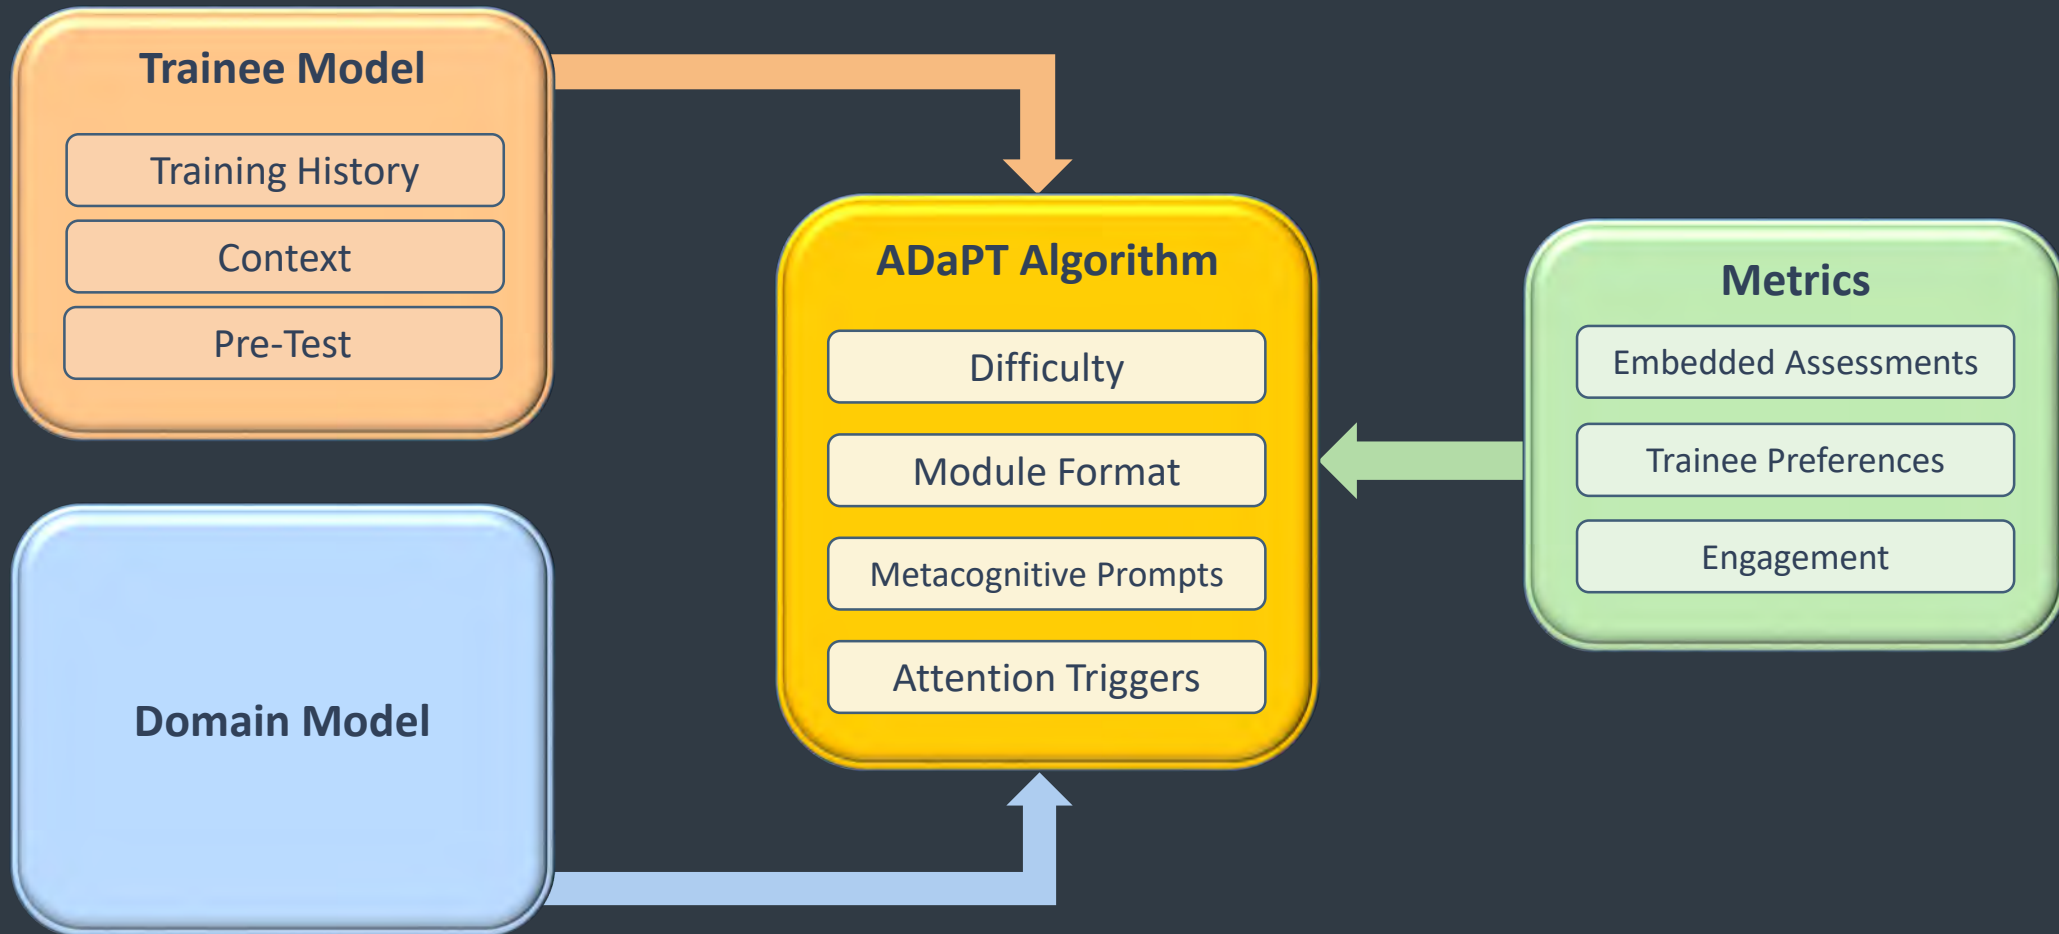 Trainee Model
Training History
Context
Pre-Test
Domain Model
ADaPT Algorithm
Difficulty
Module Format
Metacognitive Prompts
Attention Triggers
Metrics
Embedded Assessments
Trainee Preferences
Engagement